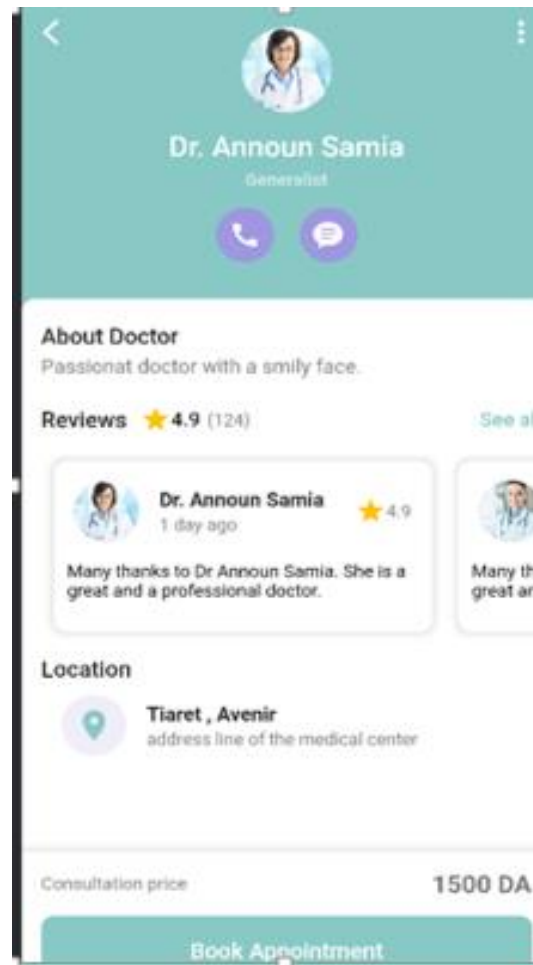 Dr. Announ Samia
Generalist
About Doctor
Passionat doctor with a smily face.
Reviews 4.9 (124) See al
Dr. Announ Samia 4.9
1 day ago
Many thanks to Dr Announ Samia. She is a
great and a professional doctor.
Many th
great ar
Location
Tiaret , Avenir
address line of the medical center
Consultation price 1500 DA
Book Appointment